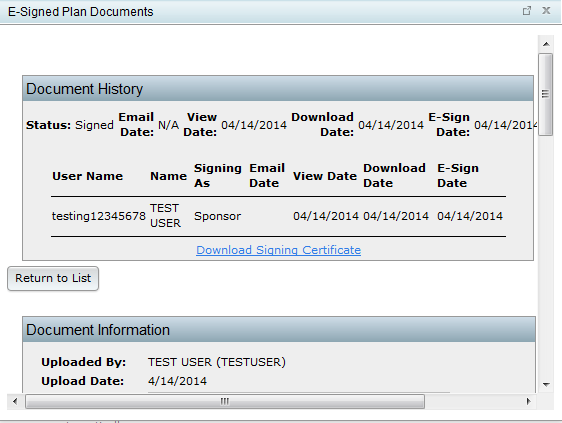 E-Signed Plan Documents
Document History
Status: Signed Email Date: N/A View Date: 04/14/2014 Download Date: 04/14/2014 E-Sign Date: 04/14/2014
User Name Name Signing As Email Date View Date Download Date E-Sign Date
testing12345678 TEST USER Sponsor 04/14/2014 04/14/2014 04/14/2014
Download Signing Certificate
Return to List
Document Information
Uploaded By: TEST USER (TESTUSER)
Upload Date: 4/14/2014